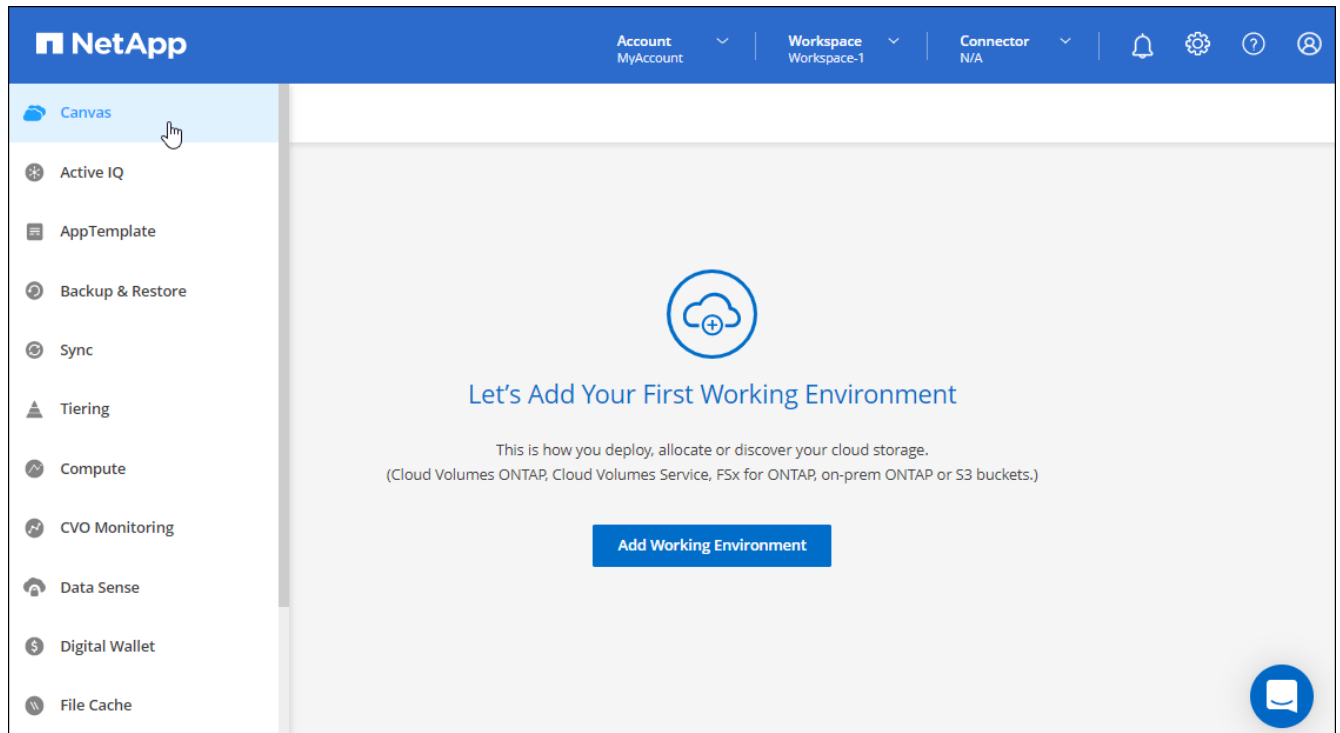 NetApp
Account
MyAccount
Workspace
Workspace-1
Connector
N/A
Canvas
Active IQ
AppTemplate
Backup & Restore
Sync
Tiering
Compute
CVO Monitoring
Data Sense
Digital Wallet
File Cache
Let's Add Your First Working Environment
This is how you deploy, allocate or discover your cloud storage.
(Cloud Volumes ONTAP, Cloud Volumes Service, FSx for ONTAP, on-prem ONTAP or S3 buckets.)
Add Working Environment